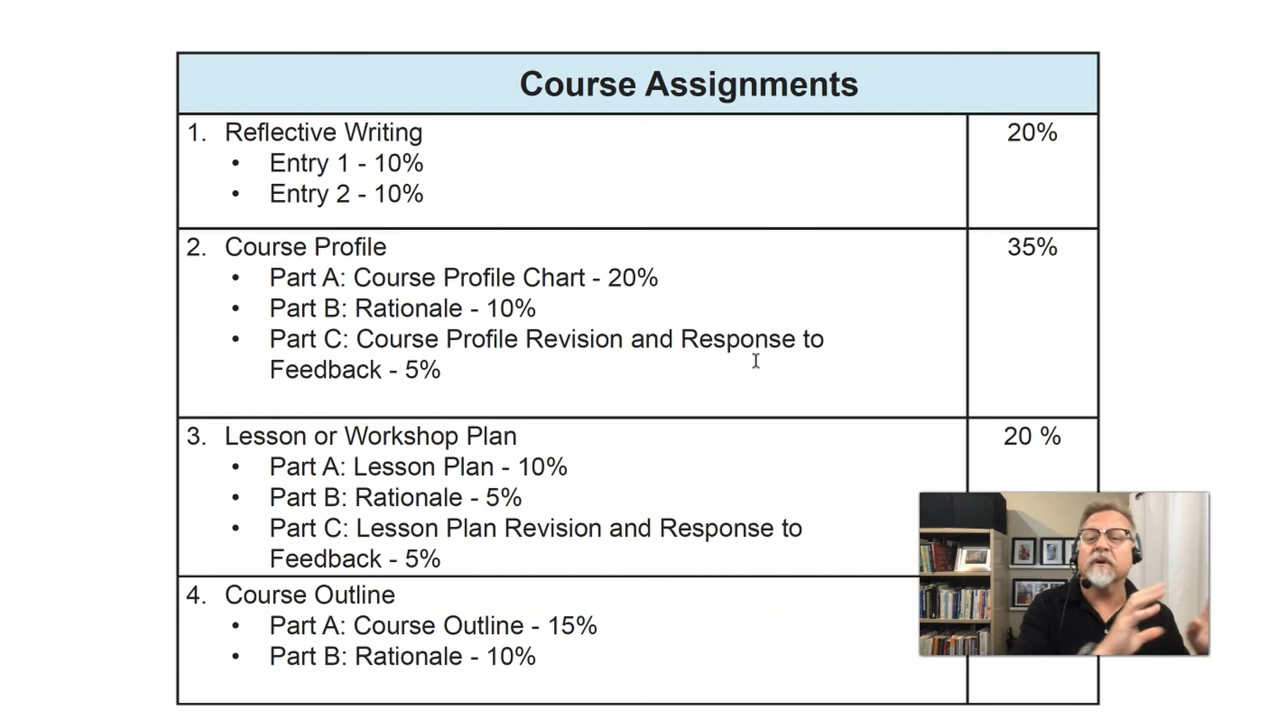 Course Assignments
1. Reflective Writing 20%
• Entry 1 - 10%
• Entry 2 - 10%
2. Course Profile 35%
• Part A: Course Profile Chart - 20%
• Part B: Rationale - 10%
• Part C: Course Profile Revision and Response to
Feedback - 5%
3. Lesson or Workshop Plan 20 %
• Part A: Lesson Plan - 10%
• Part B: Rationale - 5%
• Part C: Lesson Plan Revision and Response to
Feedback - 5%
4. Course Outline
• Part A: Course Outline - 15%
• Part B: Rationale - 10%